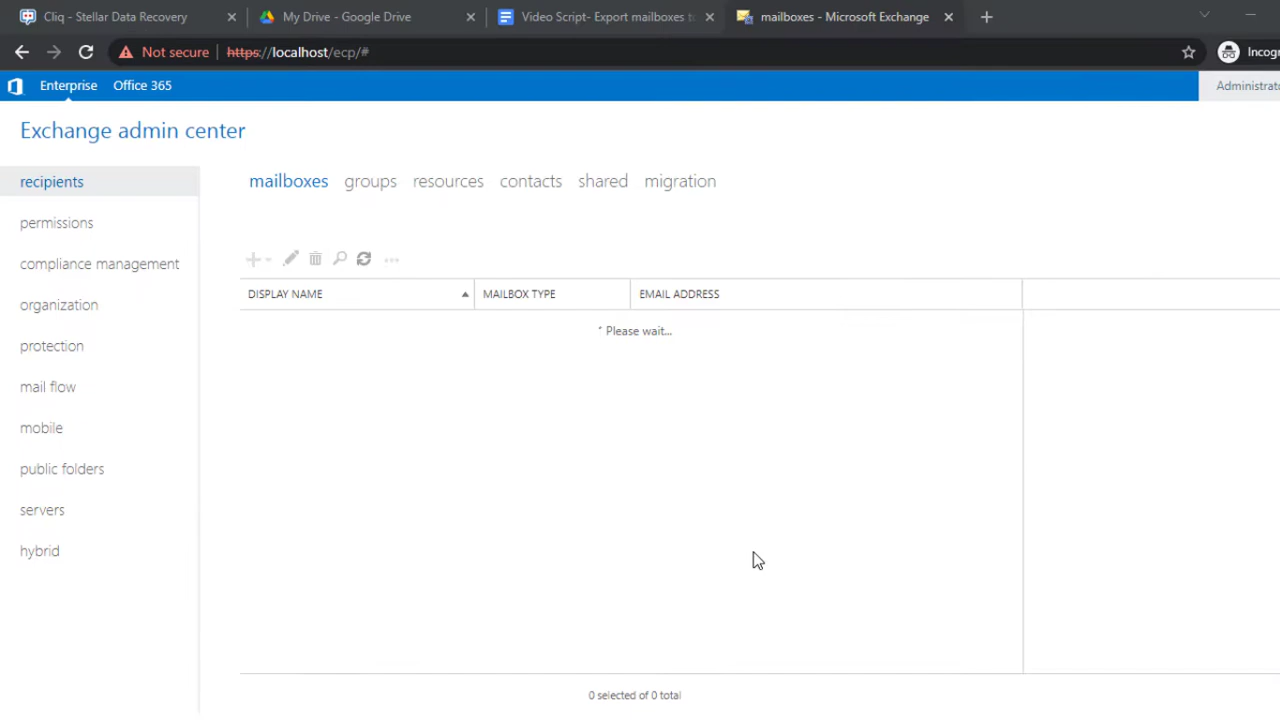 Cliq - Stellar Data Recovery
My Drive - Google Drive
Video Script- Export mailboxes to
mailboxes - Microsoft Exchange
Not secure
https://localhost/ecp/#
Incogn
Enterprise
Office 365
Administrato
Exchange admin center
recipients
permissions
compliance management
organization
protection
mail flow
mobile
public folders
servers
hybrid
mailboxes groups resources contacts shared migration
DISPLAY NAME
MAILBOX TYPE
EMAIL ADDRESS
Please wait...
0 selected of 0 total